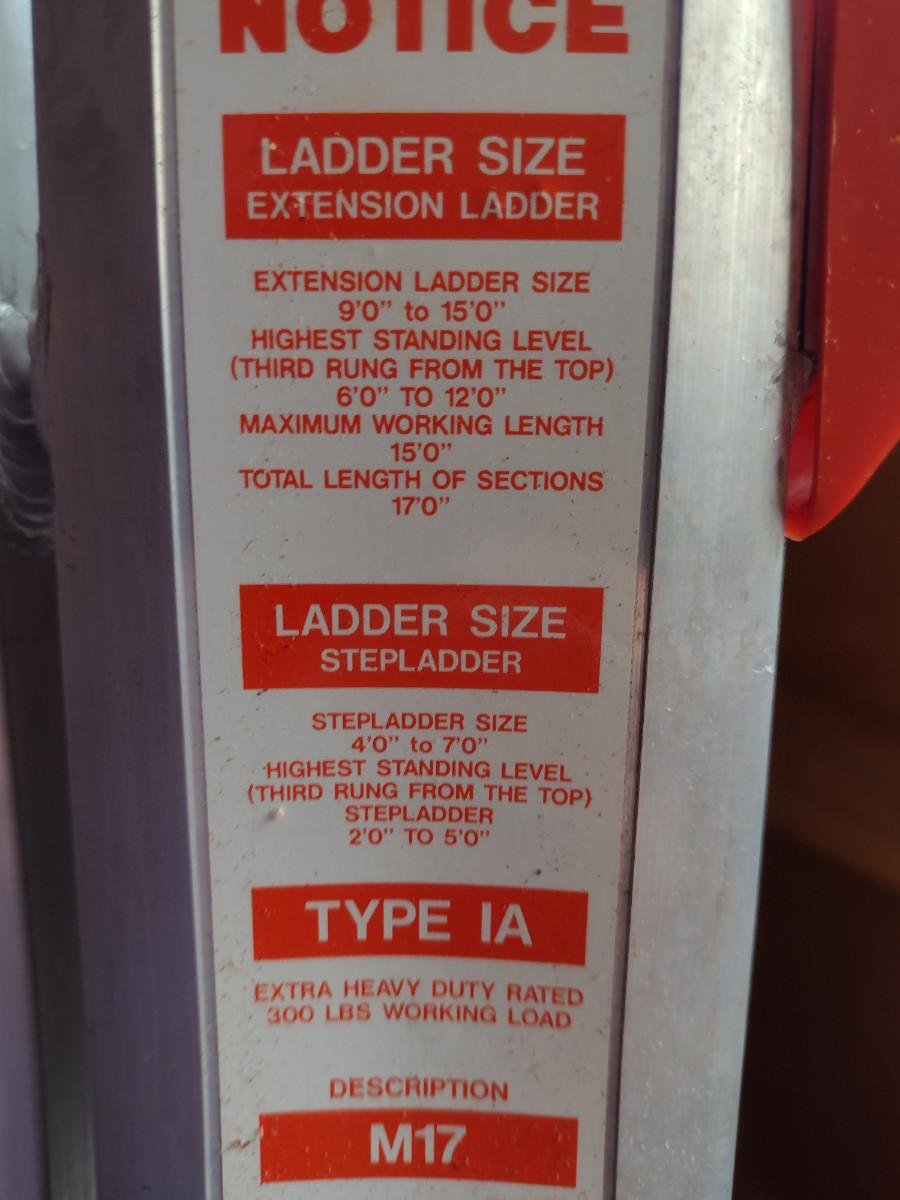 NOTICE
LADDER SIZE
EXTENSION LADDER
EXTENSION LADDER SIZE
9'0" to 15'0"
HIGHEST STANDING LEVEL
(THIRD RUNG FROM THE TOP)
6'0" TO 12'0"
MAXIMUM WORKING LENGTH
15'0"
TOTAL LENGTH OF SECTIONS
17'0"
LADDER SIZE
STEPLADDER
STEPLADDER SIZE
4'0" to 7'0"
HIGHEST STANDING LEVEL
(THIRD RUNG FROM THE TOP)
STEPLADDER
2'0" TO 5'0"
TYPE IA
EXTRA HEAVY DUTY RATED
300 LBS WORKING LOAD
DESCRIPTION
M17